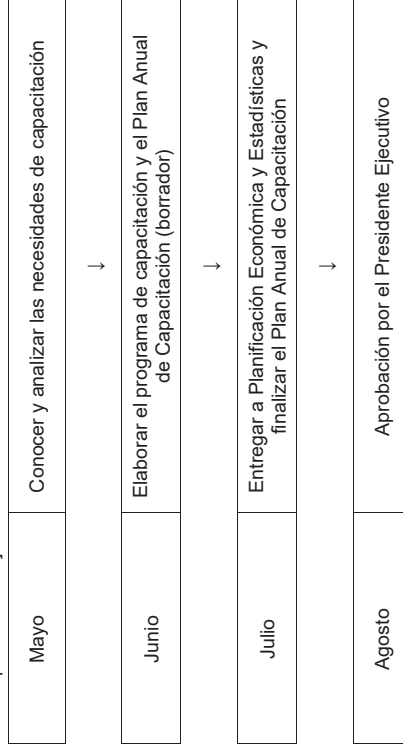 Mayo
Conocer y analizar las necesidades de capacitación
↓
Junio
Elaborar el programa de capacitación y el Plan Anual
de Capacitación (borrador)
↓
Julio
Entregar a Planificación Económica y Estadísticas y
finalizar el Plan Anual de Capacitación
↓
Agosto
Aprobación por el Presidente Ejecutivo